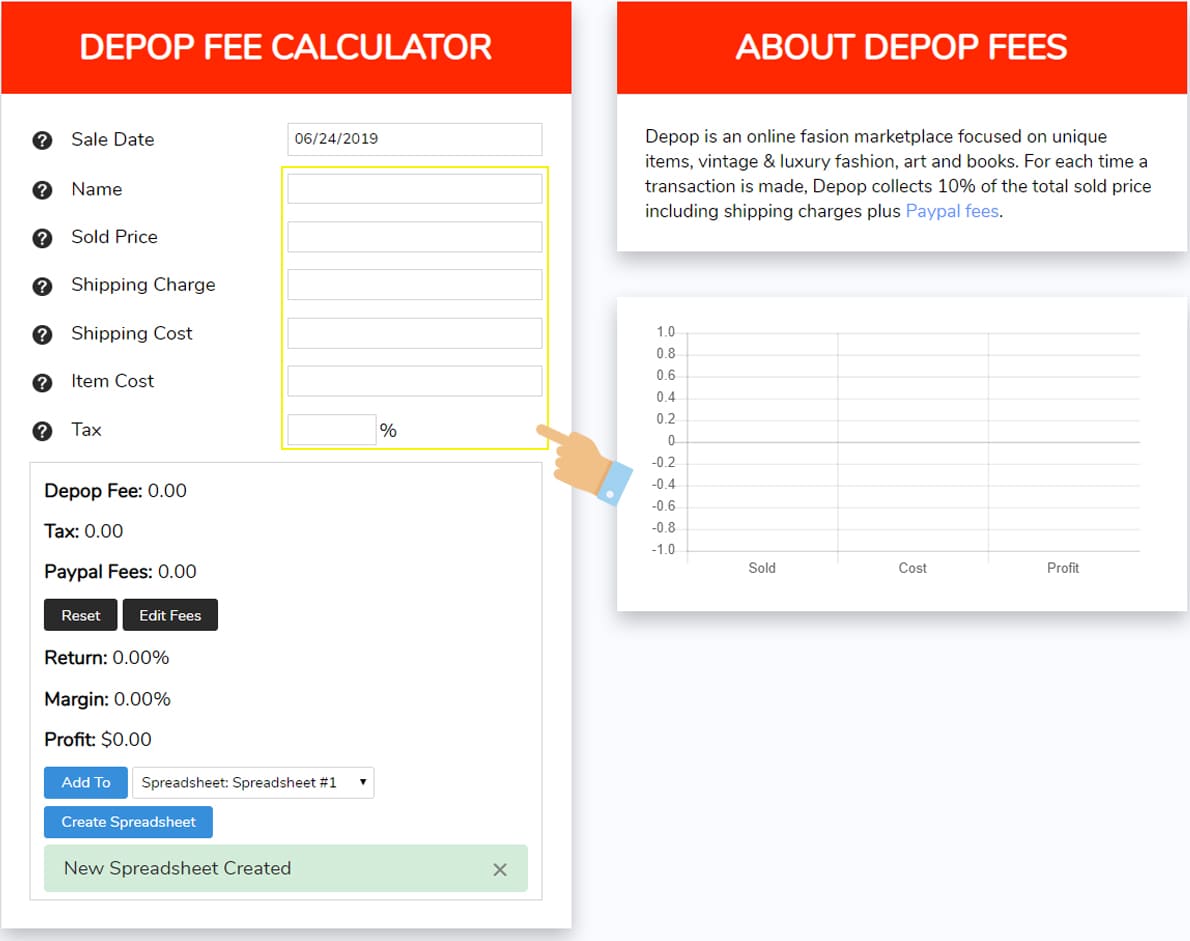 DEPOP FEE CALCULATOR
? Sale Date 06/24/2019
? Name
? Sold Price
? Shipping Charge
? Shipping Cost
? Item Cost
? Tax %
Depop Fee: 0.00
Tax: 0.00
Paypal Fees: 0.00
Reset Edit Fees
Return: 0.00%
Margin: 0.00%
Profit: $0.00
Add To Spreadsheet: Spreadsheet #1
Create Spreadsheet
New Spreadsheet Created ×
ABOUT DEPOP FEES
Depop is an online fasion marketplace focused on unique
items, vintage & luxury fashion, art and books. For each time a
transaction is made, Depop collects 10% of the total sold price
including shipping charges plus Paypal fees.
1.0
0.8
0.6
0.4
0.2
0
-0.2
-0.4
-0.6
-0.8
-1.0
Sold Cost Profit